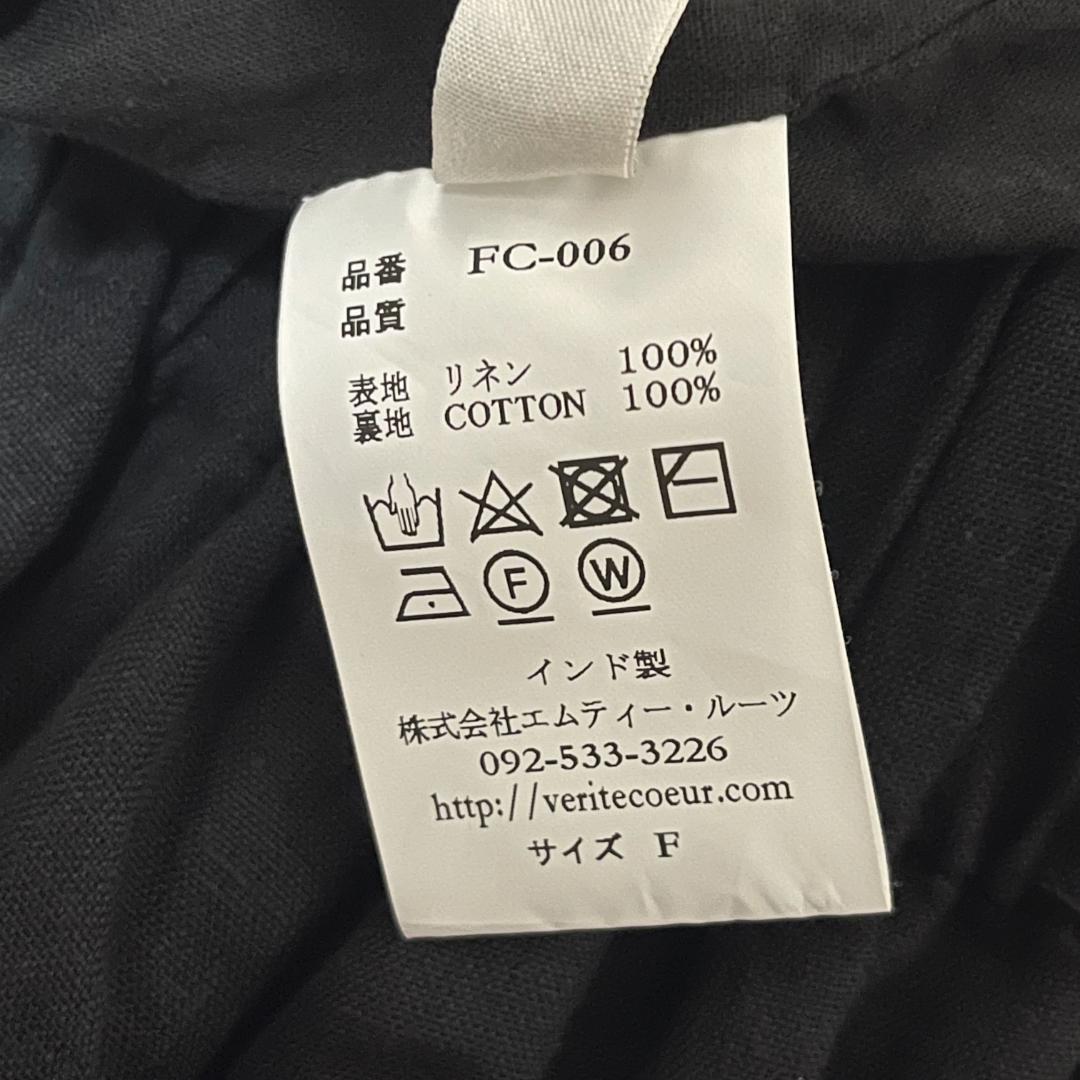 品番 FC-006
品質
表地 リネン 100%
裏地 COTTON 100%
F W
インド製
株式会社エムティー・ルーツ
092-533-3226
http://veritecoeur.com
サイズ F